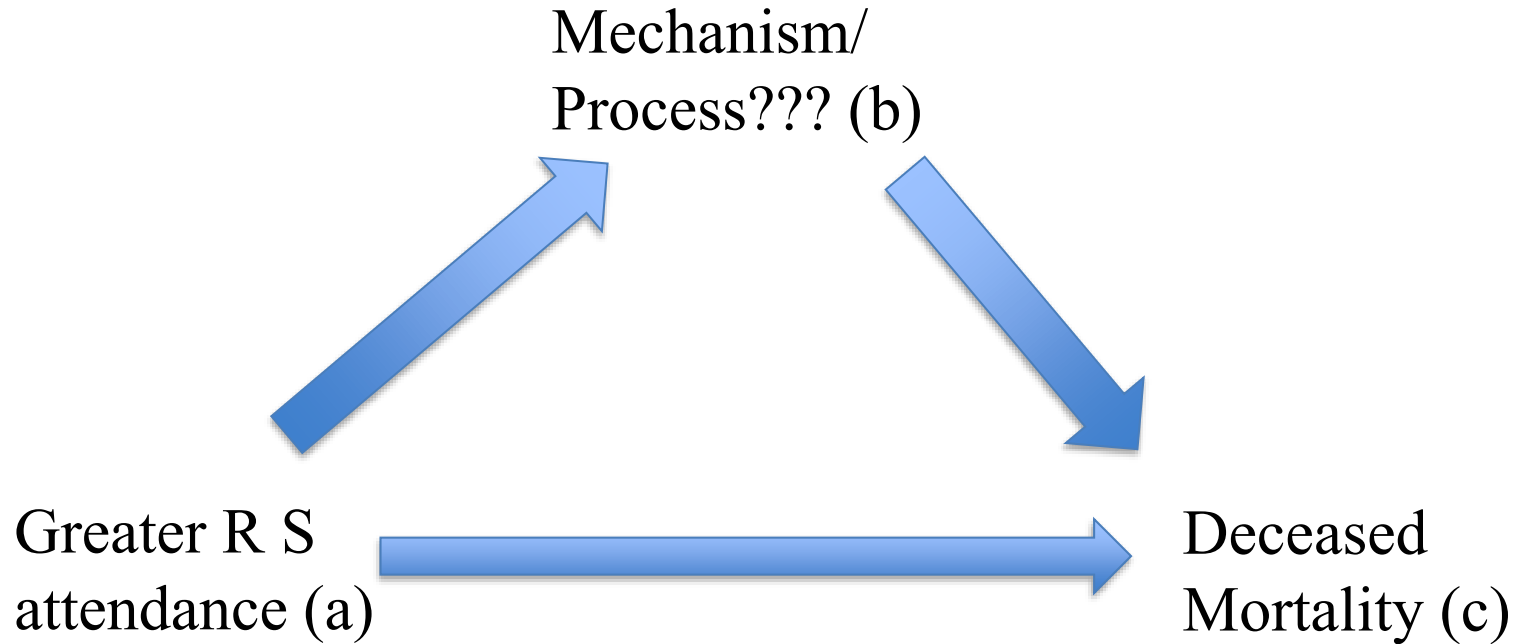 Mechanism/
Process??? (b)
Greater R S
attendance (a)
Deceased
Mortality (c)